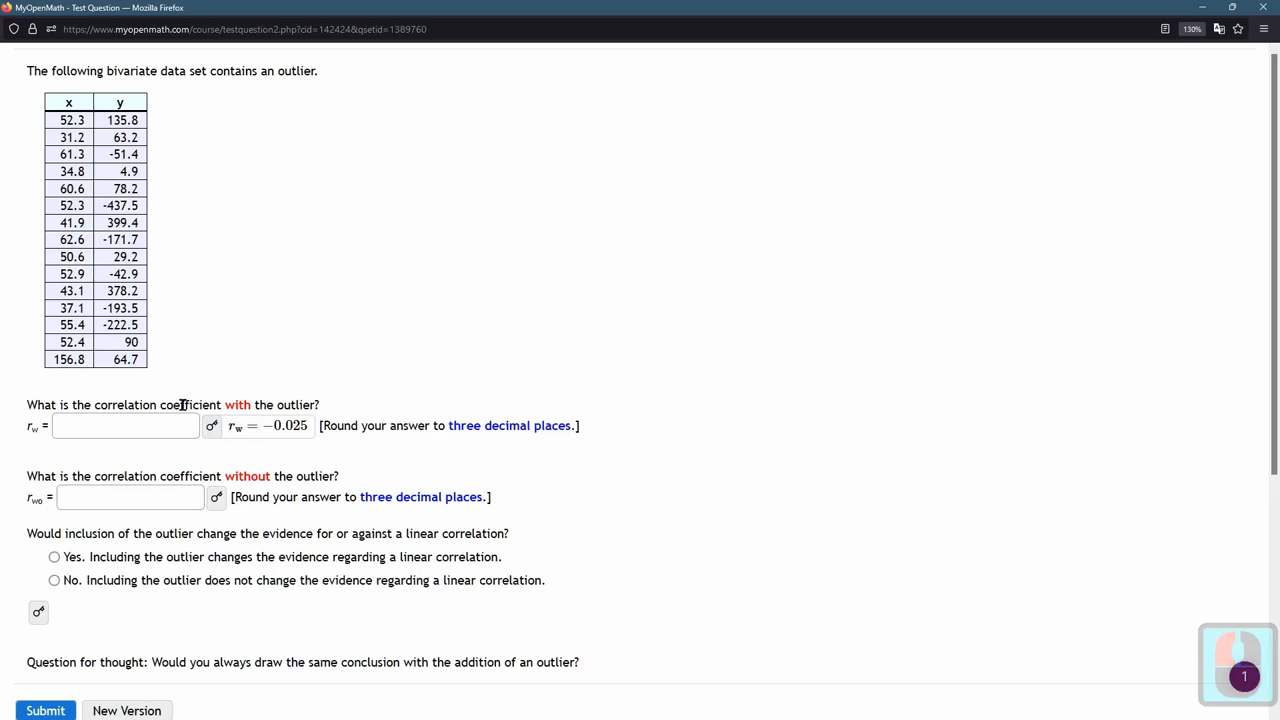 MyOpenMath - Test Question — Mozilla Firefox
https://www.myopenmath.com/course/testquestion2.php?cid=142424&qsetid=1389760
130%
The following bivariate data set contains an outlier.
x y
52.3 135.8
31.2 63.2
61.3 -51.4
34.8 4.9
60.6 78.2
52.3 -437.5
41.9 399.4
62.6 -171.7
50.6 29.2
52.9 -42.9
43.1 378.2
37.1 -193.5
55.4 -222.5
52.4 90
156.8 64.7
What is the correlation coefficient with the outlier?
rw = rw = −0.025 [Round your answer to three decimal places.]
What is the correlation coefficient without the outlier?
rwo = [Round your answer to three decimal places.]
Would inclusion of the outlier change the evidence for or against a linear correlation?
Yes. Including the outlier changes the evidence regarding a linear correlation.
No. Including the outlier does not change the evidence regarding a linear correlation.
Question for thought: Would you always draw the same conclusion with the addition of an outlier?
Submit New Version
1